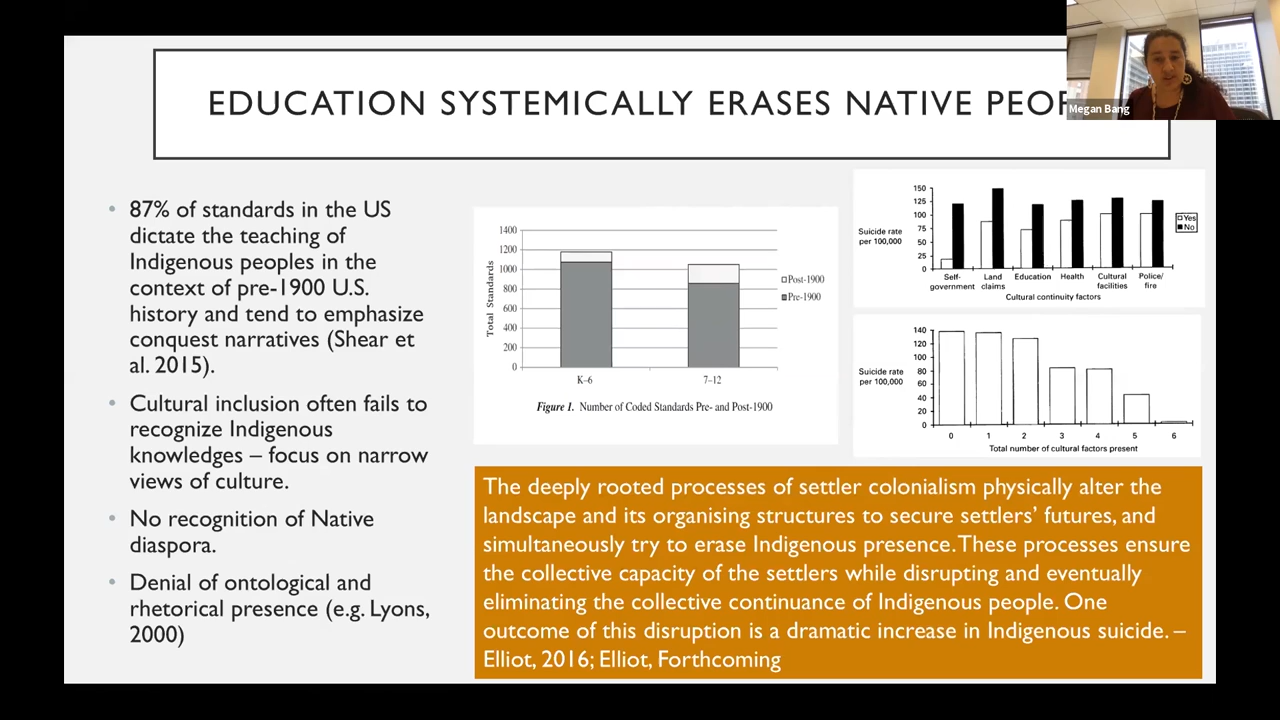 EDUCATION SYSTEMICALLY ERASES NATIVE PEOP
Megan Bang
• 87% of standards in the US
dictate the teaching of
Indigenous peoples in the
context of pre-1900 U.S.
history and tend to emphasize
conquest narratives (Shear et
al. 2015).
• Cultural inclusion often fails to
recognize Indigenous
knowledges – focus on narrow
views of culture.
• No recognition of Native
diaspora.
• Denial of ontological and
rhetorical presence (e.g. Lyons,
2000)
Total Standards
1400
1200
1000
800
600
400
200
0
K–6
7–12
Post-1900
Pre-1900
Figure 1. Number of Coded Standards Pre- and Post-1900
Suicide rate
per 100,000
150
125
100
75
50
25
0
Self-
government
Land
claims
Education
Health
Cultural
facilities
Police/
fire
Cultural continuity factors
Yes
No
Suicide rate
per 100,000
140
120
100
80
60
40
20
0
0 1 2 3 4 5 6
Total number of cultural factors present
The deeply rooted processes of settler colonialism physically alter the
landscape and its organising structures to secure settlers’ futures, and
simultaneously try to erase Indigenous presence. These processes ensure
the collective capacity of the settlers while disrupting and eventually
eliminating the collective continuance of Indigenous people. One
outcome of this disruption is a dramatic increase in Indigenous suicide. –
Elliot, 2016; Elliot, Forthcoming